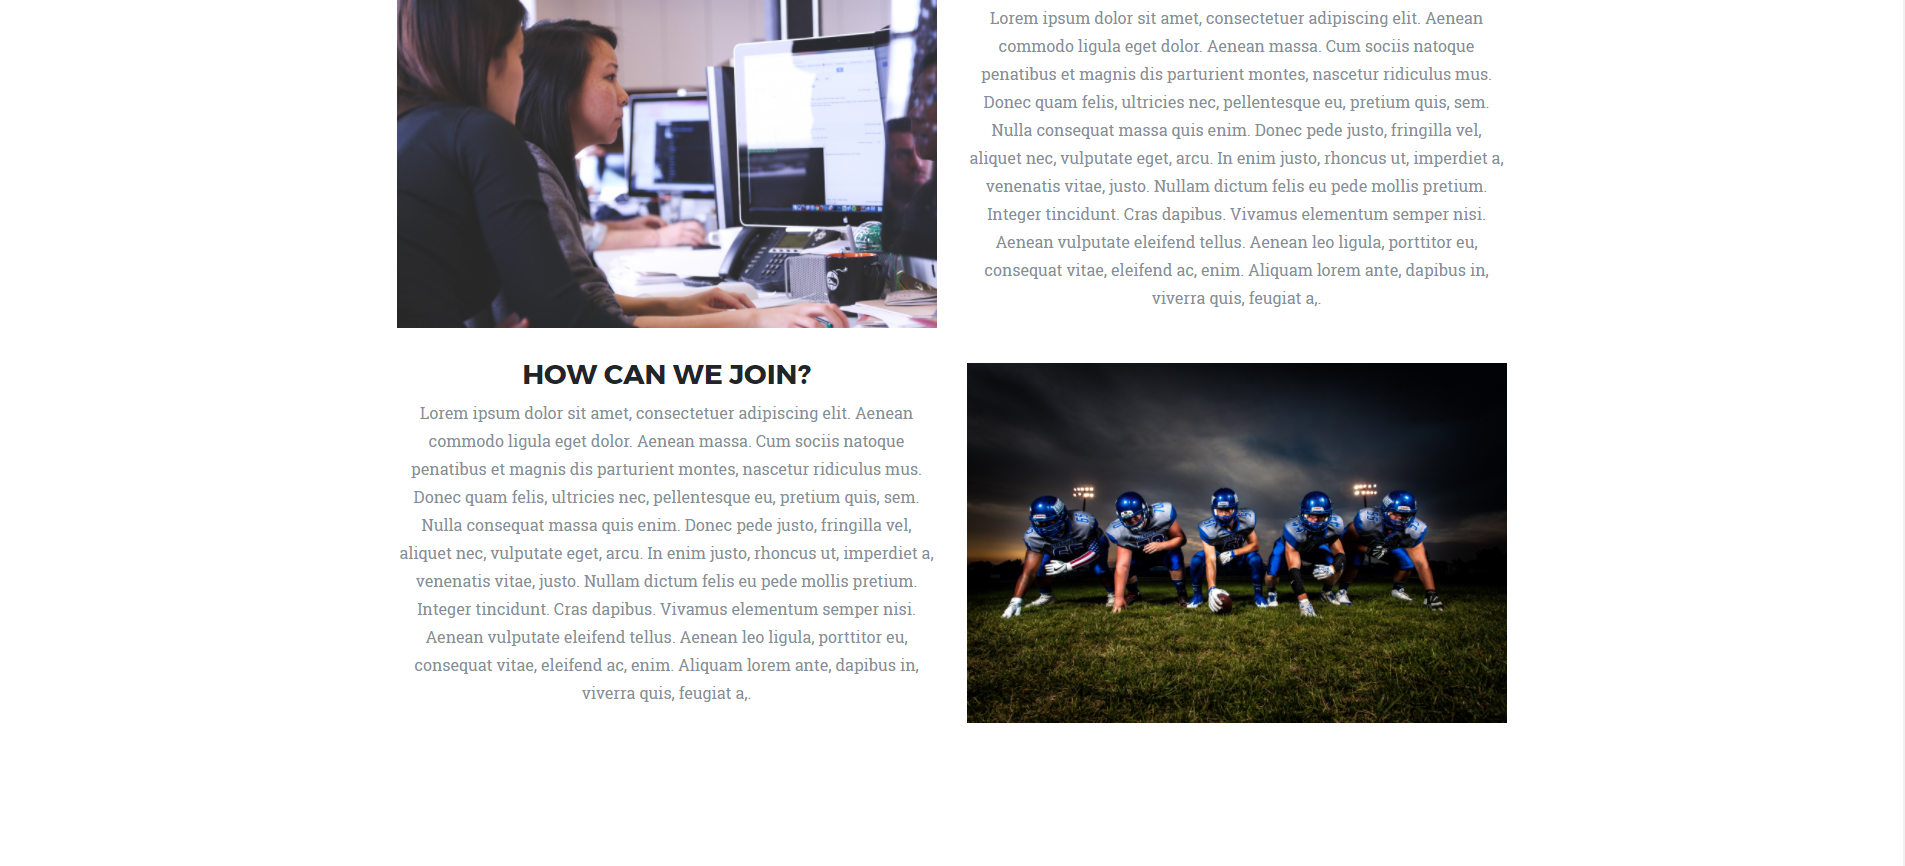 Lorem ipsum dolor sit amet, consectetuer adipiscing elit. Aenean
commodo ligula eget dolor. Aenean massa. Cum sociis natoque
penatibus et magnis dis parturient montes, nascetur ridiculus mus.
Donec quam felis, ultricies nec, pellentesque eu, pretium quis, sem.
Nulla consequat massa quis enim. Donec pede justo, fringilla vel,
aliquet nec, vulputate eget, arcu. In enim justo, rhoncus ut, imperdiet a,
venenatis vitae, justo. Nullam dictum felis eu pede mollis pretium.
Integer tincidunt. Cras dapibus. Vivamus elementum semper nisi.
Aenean vulputate eleifend tellus. Aenean leo ligula, porttitor eu,
consequat vitae, eleifend ac, enim. Aliquam lorem ante, dapibus in,
viverra quis, feugiat a,.
HOW CAN WE JOIN?
Lorem ipsum dolor sit amet, consectetuer adipiscing elit. Aenean
commodo ligula eget dolor. Aenean massa. Cum sociis natoque
penatibus et magnis dis parturient montes, nascetur ridiculus mus.
Donec quam felis, ultricies nec, pellentesque eu, pretium quis, sem.
Nulla consequat massa quis enim. Donec pede justo, fringilla vel,
aliquet nec, vulputate eget, arcu. In enim justo, rhoncus ut, imperdiet a,
venenatis vitae, justo. Nullam dictum felis eu pede mollis pretium.
Integer tincidunt. Cras dapibus. Vivamus elementum semper nisi.
Aenean vulputate eleifend tellus. Aenean leo ligula, porttitor eu,
consequat vitae, eleifend ac, enim. Aliquam lorem ante, dapibus in,
viverra quis, feugiat a,.